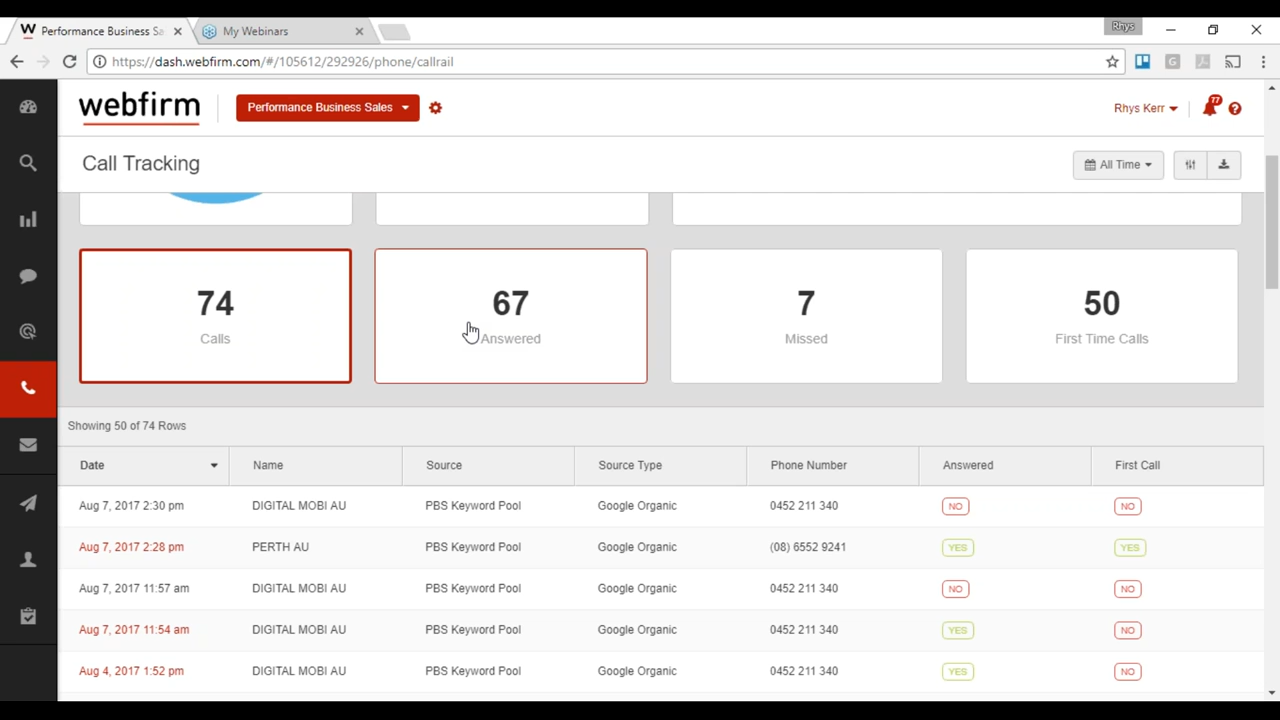 Performance Business Sa
My Webinars
Rhys
https://dash.webfirm.com/#/105612/292926/phone/callrail
webfirm
Performance Business Sales
Rhys Kerr
77
Call Tracking
All Time
74
67
7
50
Calls
Answered
Missed
First Time Calls
Showing 50 of 74 Rows
Date Name Source Source Type Phone Number Answered First Call
Aug 7, 2017 2:30 pm DIGITAL MOBI AU PBS Keyword Pool Google Organic 0452 211 340 NO NO
Aug 7, 2017 2:28 pm PERTH AU PBS Keyword Pool Google Organic (08) 6552 9241 YES YES
Aug 7, 2017 11:57 am DIGITAL MOBI AU PBS Keyword Pool Google Organic 0452 211 340 NO NO
Aug 7, 2017 11:54 am DIGITAL MOBI AU PBS Keyword Pool Google Organic 0452 211 340 YES NO
Aug 4, 2017 1:52 pm DIGITAL MOBI AU PBS Keyword Pool Google Organic 0452 211 340 YES NO